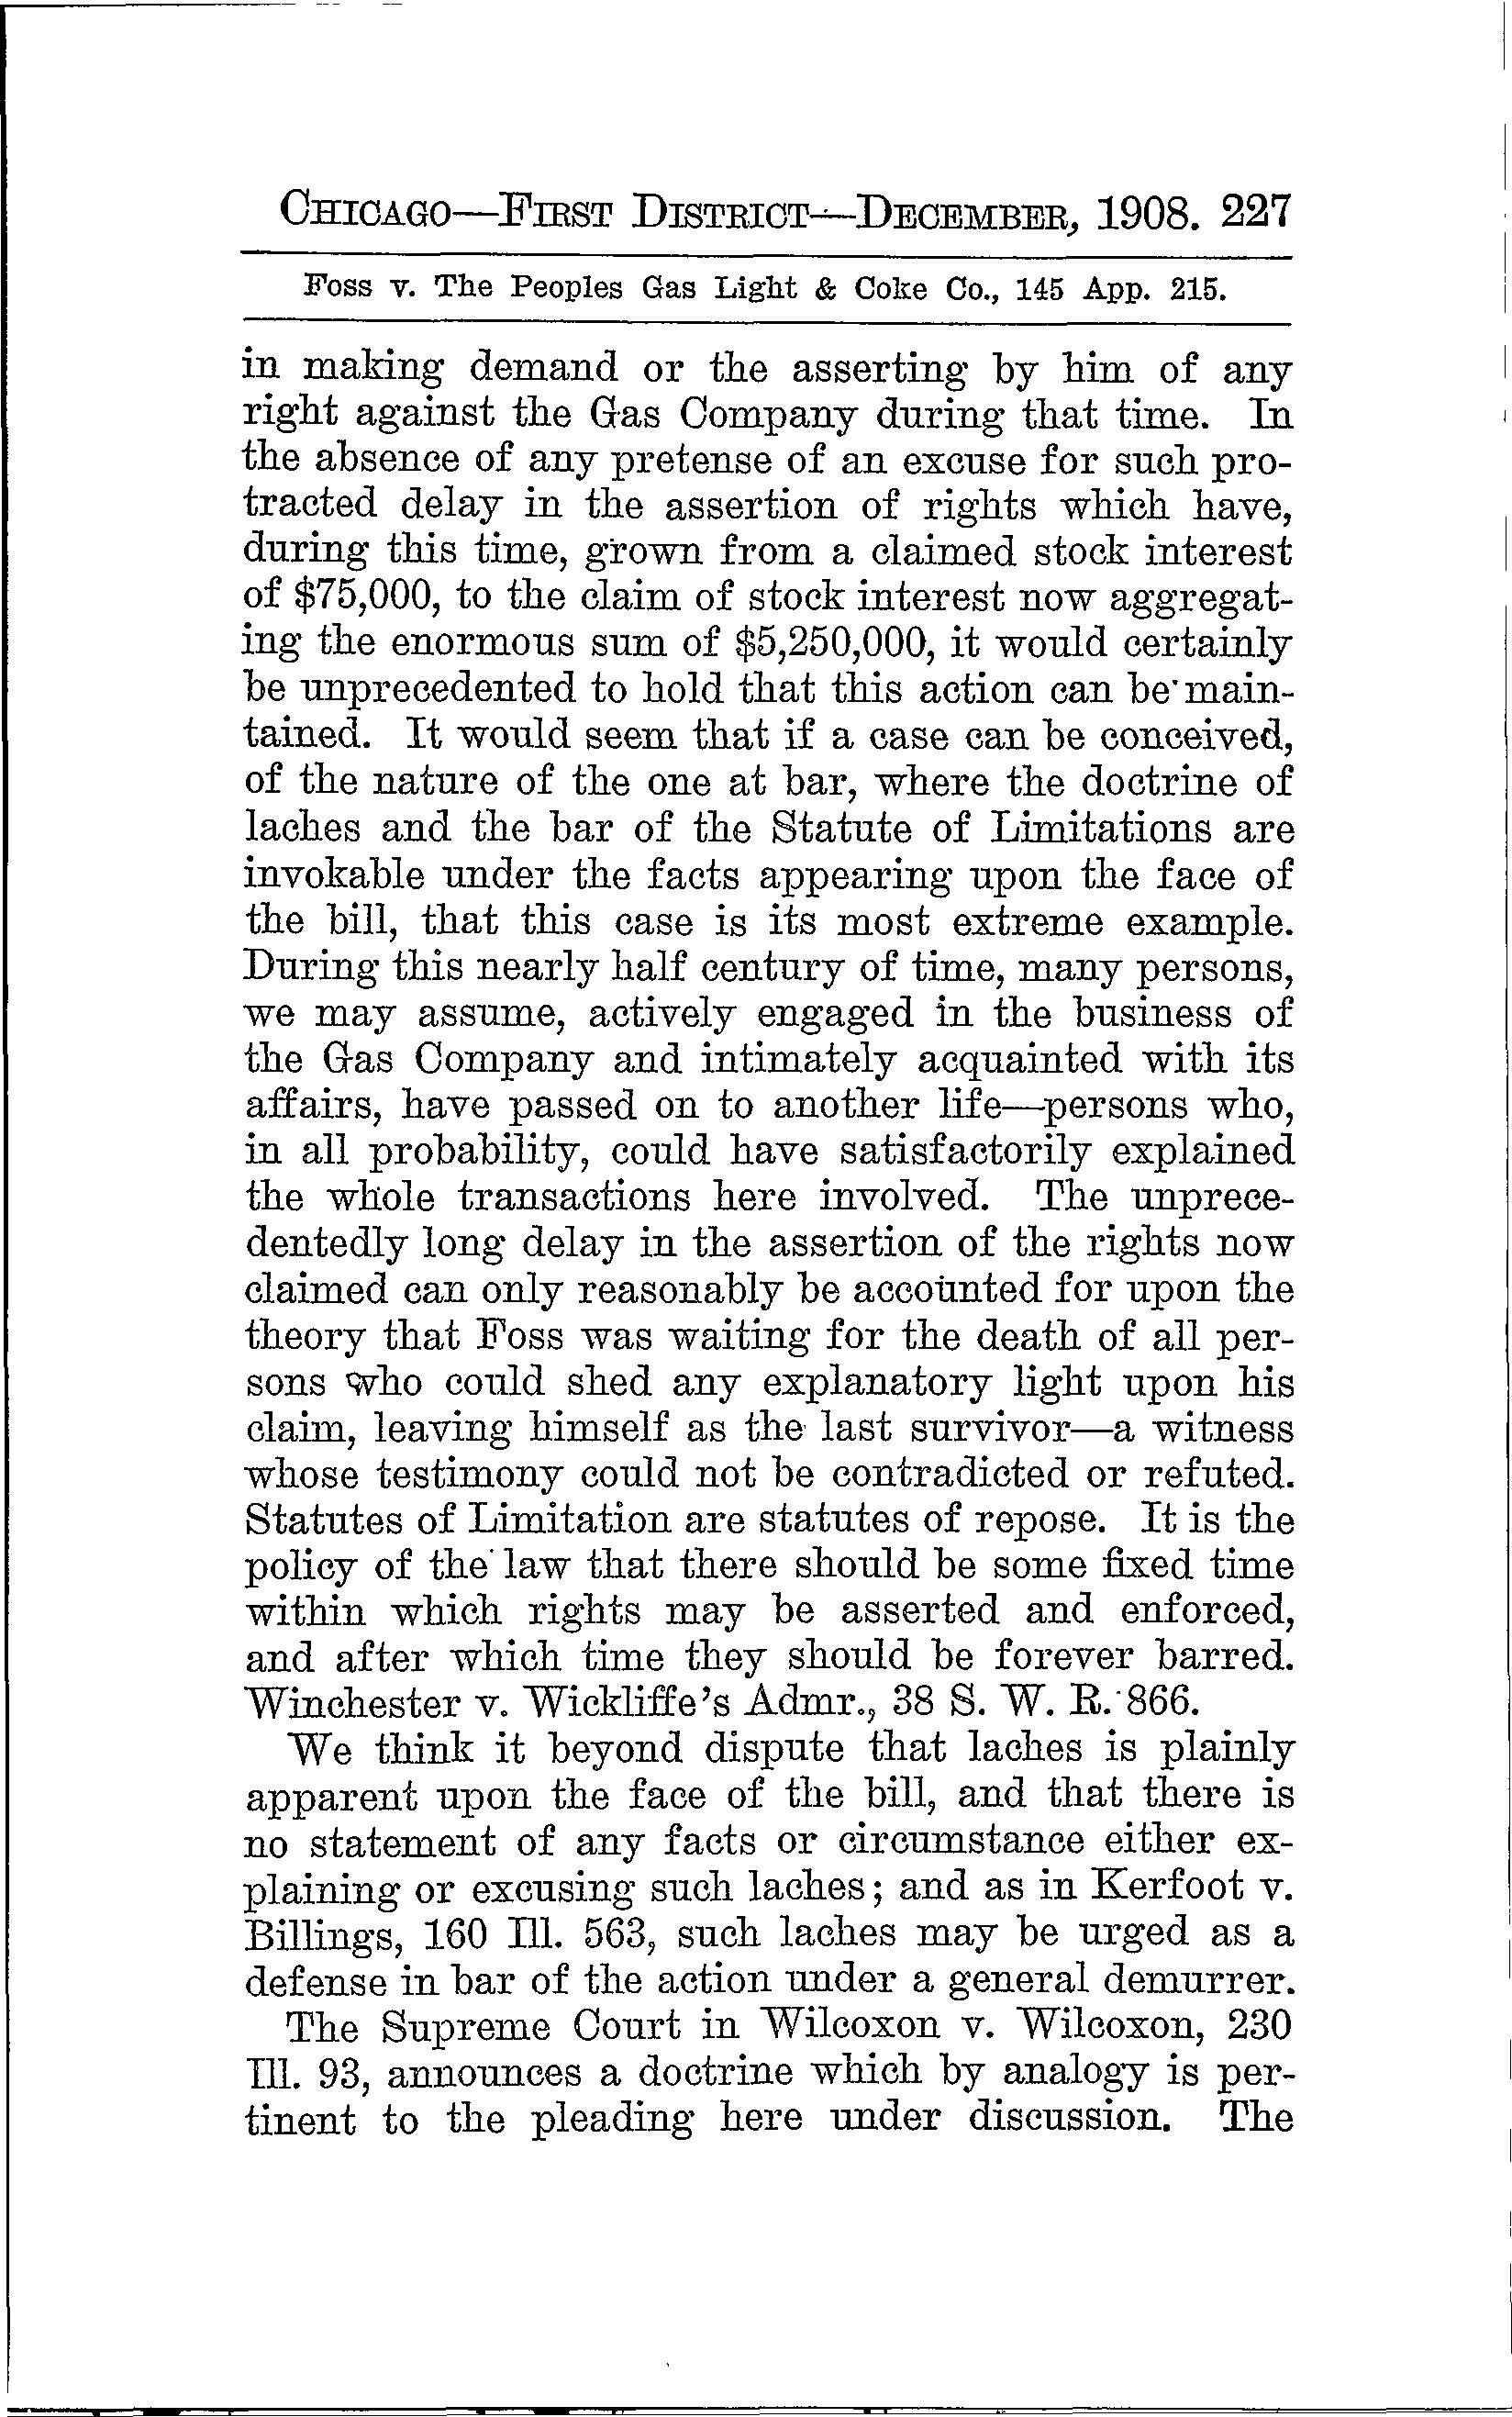 CHICAGO—FIRST DISTRICT—DECEMBER, 1908. 227
Foss v. The Peoples Gas Light & Coke Co., 145 App. 215.
in making demand or the asserting by him of any
right against the Gas Company during that time. In
the absence of any pretense of an excuse for such pro-
tracted delay in the assertion of rights which have,
during this time, grown from a claimed stock interest
of $75,000, to the claim of stock interest now aggregat-
ing the enormous sum of $5,250,000, it would certainly
be unprecedented to hold that this action can be main-
tained. It would seem that if a case can be conceived,
of the nature of the one at bar, where the doctrine of
laches and the bar of the Statute of Limitations are
invokable under the facts appearing upon the face of
the bill, that this case is its most extreme example.
During this nearly half century of time, many persons,
we may assume, actively engaged in the business of
the Gas Company and intimately acquainted with its
affairs, have passed on to another life—persons who,
in all probability, could have satisfactorily explained
the whole transactions here involved. The unprece-
dentedly long delay in the assertion of the rights now
claimed can only reasonably be accounted for upon the
theory that Foss was waiting for the death of all per-
sons who could shed any explanatory light upon his
claim, leaving himself as the last survivor—a witness
whose testimony could not be contradicted or refuted.
Statutes of Limitation are statutes of repose. It is the
policy of the law that there should be some fixed time
within which rights may be asserted and enforced,
and after which time they should be forever barred.
Winchester v. Wickliffe's Admr., 38 S. W. R. 866.
We think it beyond dispute that laches is plainly
apparent upon the face of the bill, and that there is
no statement of any facts or circumstance either ex-
plaining or excusing such laches; and as in Kerfoot v.
Billings, 160 Ill. 563, such laches may be urged as a
defense in bar of the action under a general demurrer.
The Supreme Court in Wilcoxon v. Wilcoxon, 230
Ill. 93, announces a doctrine which by analogy is per-
tinent to the pleading here under discussion. The